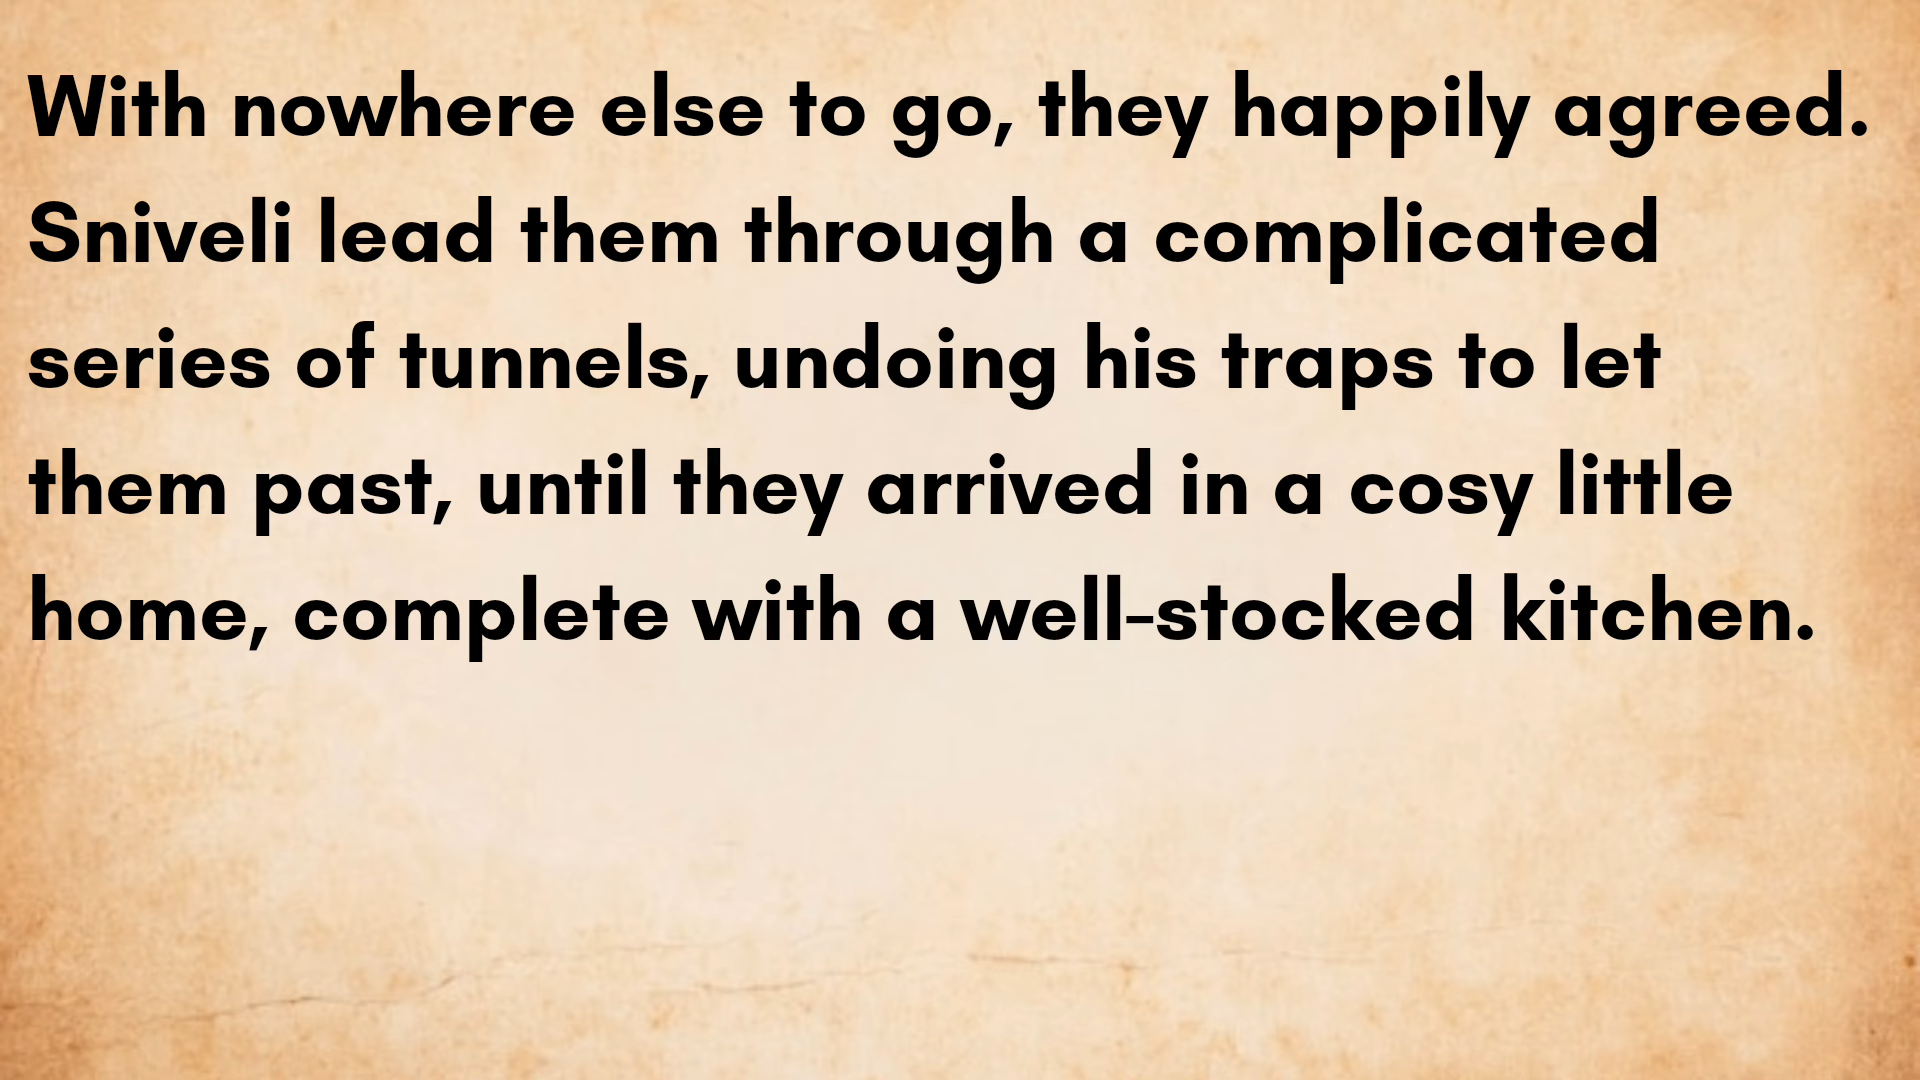 With nowhere else to go, they happily agreed.
Sniveli lead them through a complicated
series of tunnels, undoing his traps to let
them past, until they arrived in a cosy little
home, complete with a well-stocked kitchen.